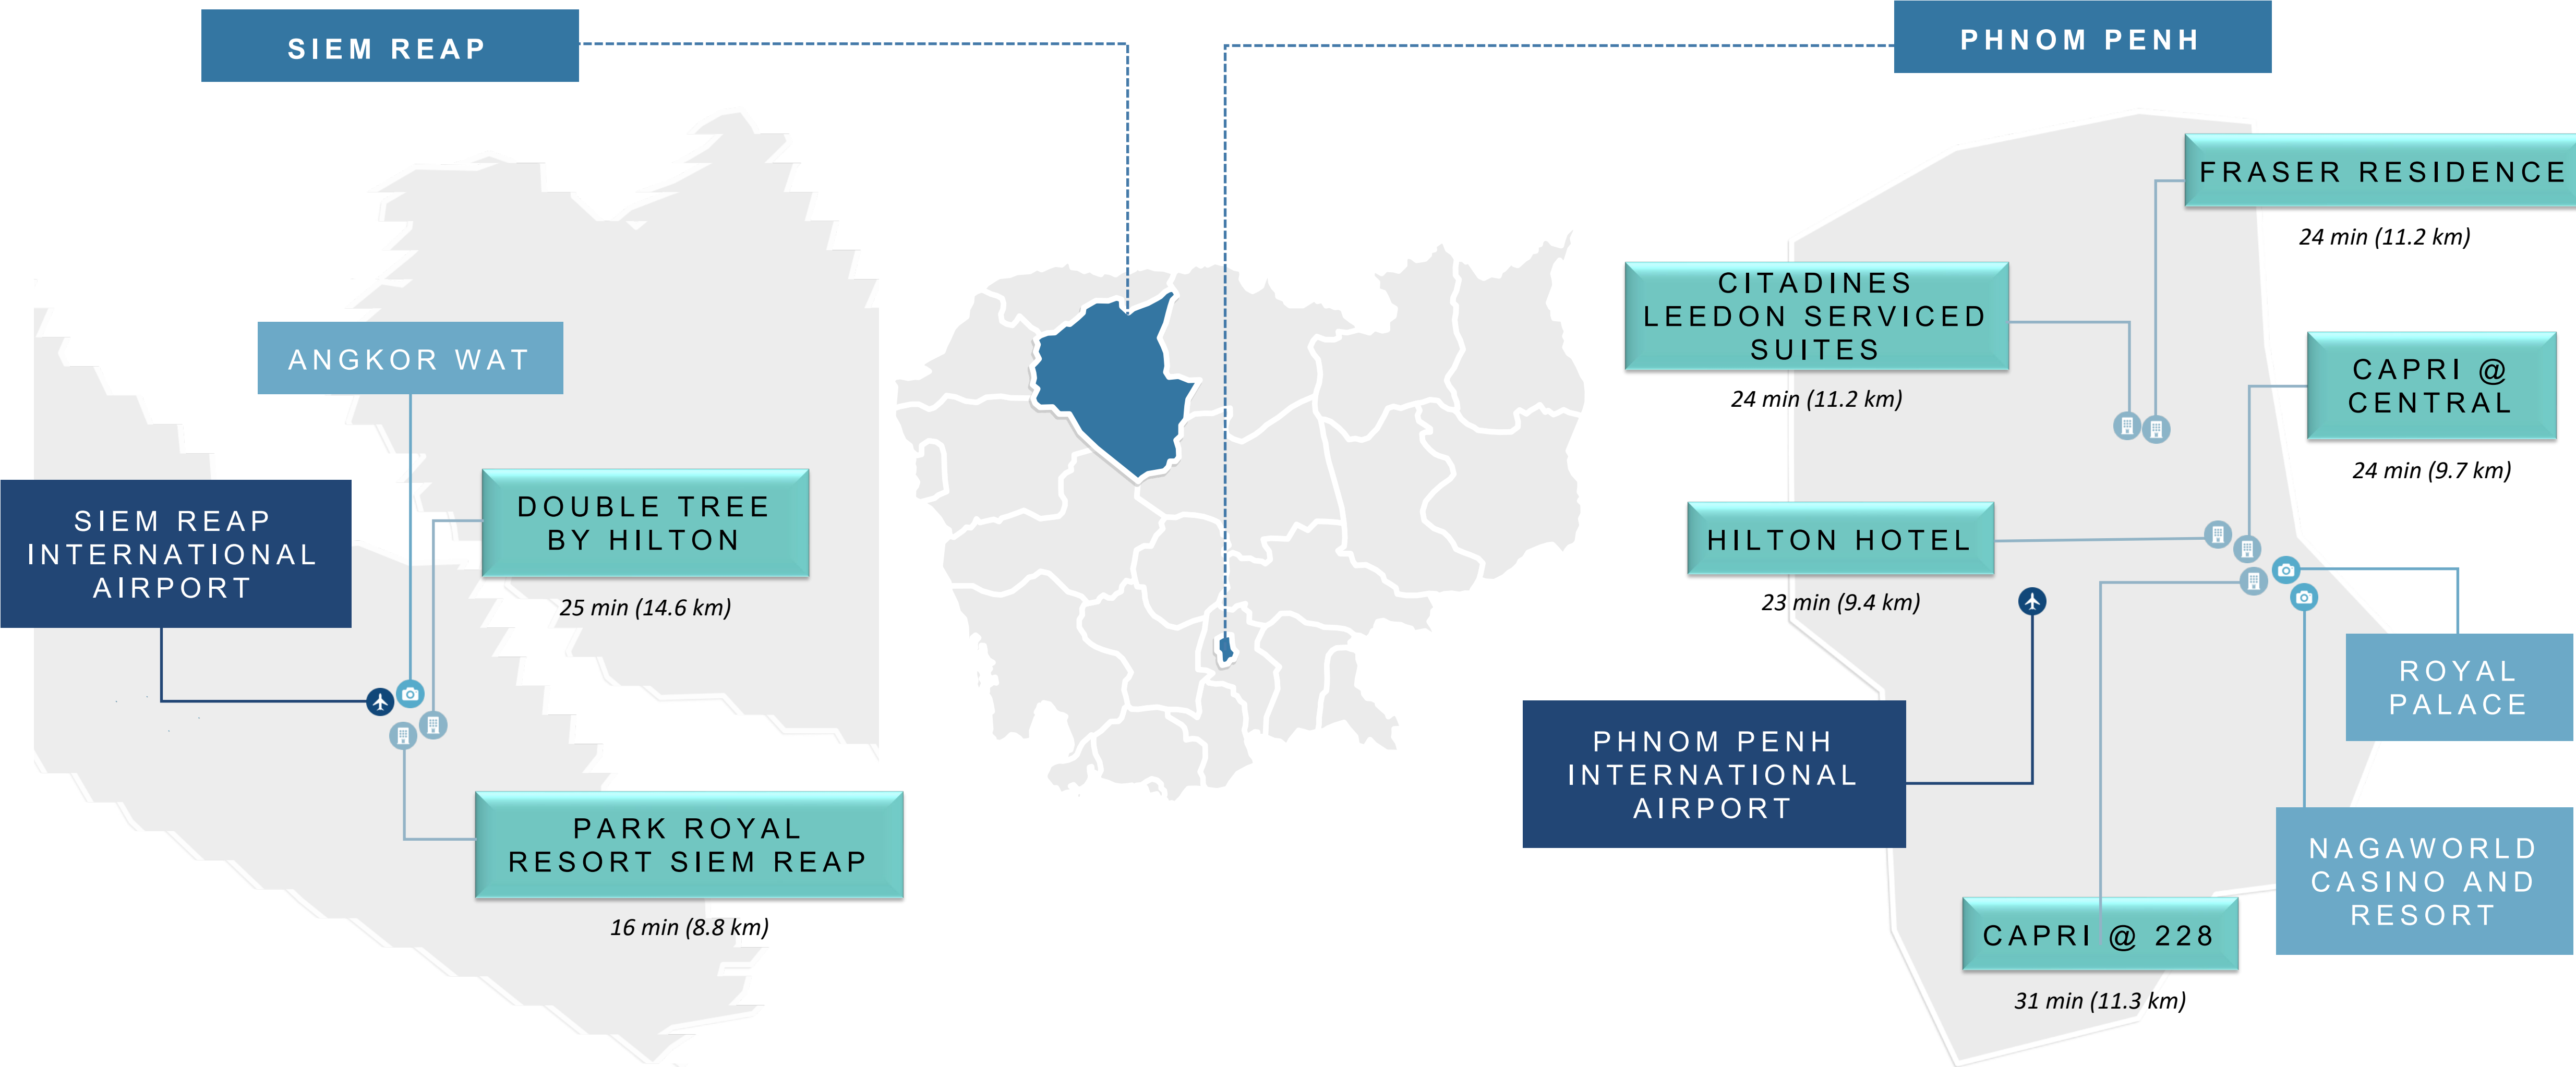 SIEM REAP
PHNOM PENH
ANGKOR WAT
SIEM REAP
INTERNATIONAL
AIRPORT
DOUBLE TREE
BY HILTON
25 min (14.6 km)
PARK ROYAL
RESORT SIEM REAP
16 min (8.8 km)
FRASER RESIDENCE
24 min (11.2 km)
CITADINES
LEEDON SERVICED
SUITES
24 min (11.2 km)
CAPRI @
CENTRAL
24 min (9.7 km)
HILTON HOTEL
23 min (9.4 km)
ROYAL
PALACE
PHNOM PENH
INTERNATIONAL
AIRPORT
NAGAWORLD
CASINO AND
RESORT
CAPRI @ 228
31 min (11.3 km)